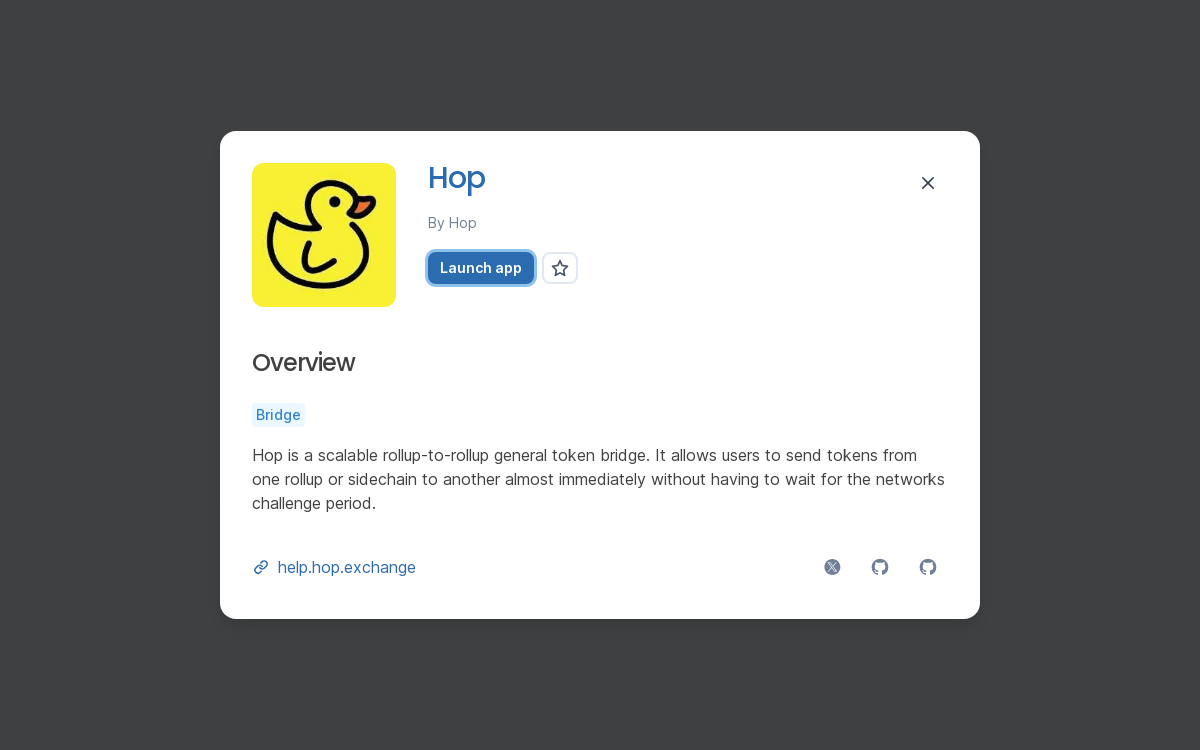 Hop
By Hop
Launch app
Overview
Bridge
Hop is a scalable rollup-to-rollup general token bridge. It allows users to send tokens from
one rollup or sidechain to another almost immediately without having to wait for the networks
challenge period.
help.hop.exchange